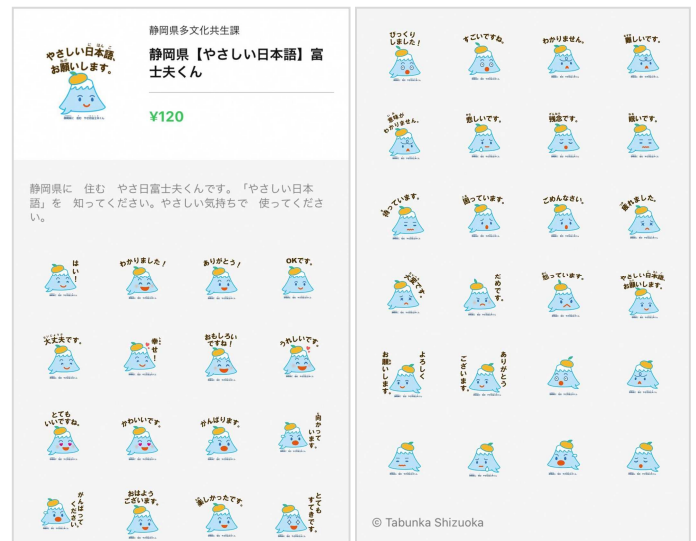 静岡県多文化共生課
静岡県【やさしい日本語】富
士夫くん
¥120
やさしい日本語、
お願いします。
静岡県に　住む　やさ日富士夫くんです。「やさしい日本
語」を　知ってください。やさしい気持ちで　使ってくださ
い。
はい！
わかりました！
ありがとう！
OKです。
大丈夫です。
幸せ！
おもしろい
ですね！
うれしいです。
とても
いいですね。
かわいいです。
がんばります。
向かって
います。
がんばって
ください。
おはよう
ございます。
楽しかったです。
とても
すてきです。
びっくり
しました！
すごいですね。
わかりません。
難しいです。
意味が
わかりません。
悲しいです。
残念です。
眠いです。
待っています。
困っています。
ごめんなさい。
疲れました。
大変です。
だめです。
怒っています。
やさしい日本語、
お願いします。
よろしく
お願いします。
ありがとう
ございます。
© Tabunka Shizuoka